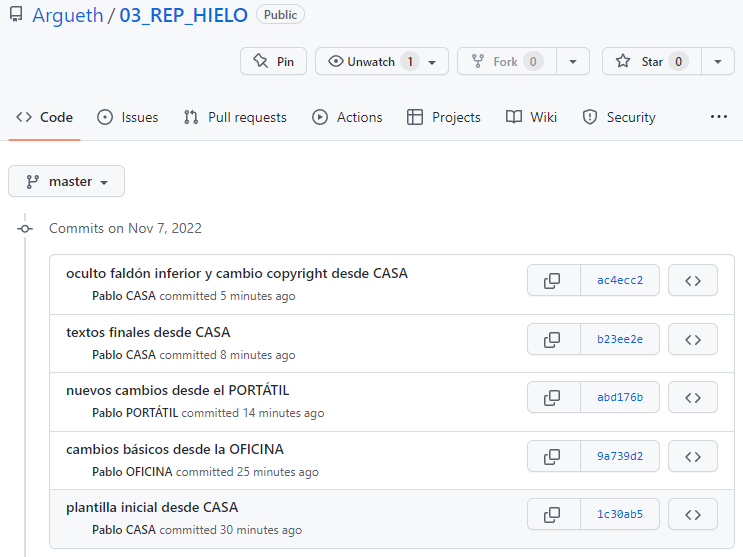 Argueth / 03_REP_HIELO Public
Pin Unwatch 1 Fork 0 Star 0
Code Issues Pull requests Actions Projects Wiki Security ...
master
Commits on Nov 7, 2022
oculto faldón inferior y cambio copyright desde CASA
ac4ecc2
Pablo CASA committed 5 minutes ago
textos finales desde CASA
b23ee2e
Pablo CASA committed 8 minutes ago
nuevos cambios desde el PORTÁTIL
abd176b
Pablo PORTÁTIL committed 14 minutes ago
cambios básicos desde la OFICINA
9a739d2
Pablo OFICINA committed 25 minutes ago
plantilla inicial desde CASA
1c30ab5
Pablo CASA committed 30 minutes ago